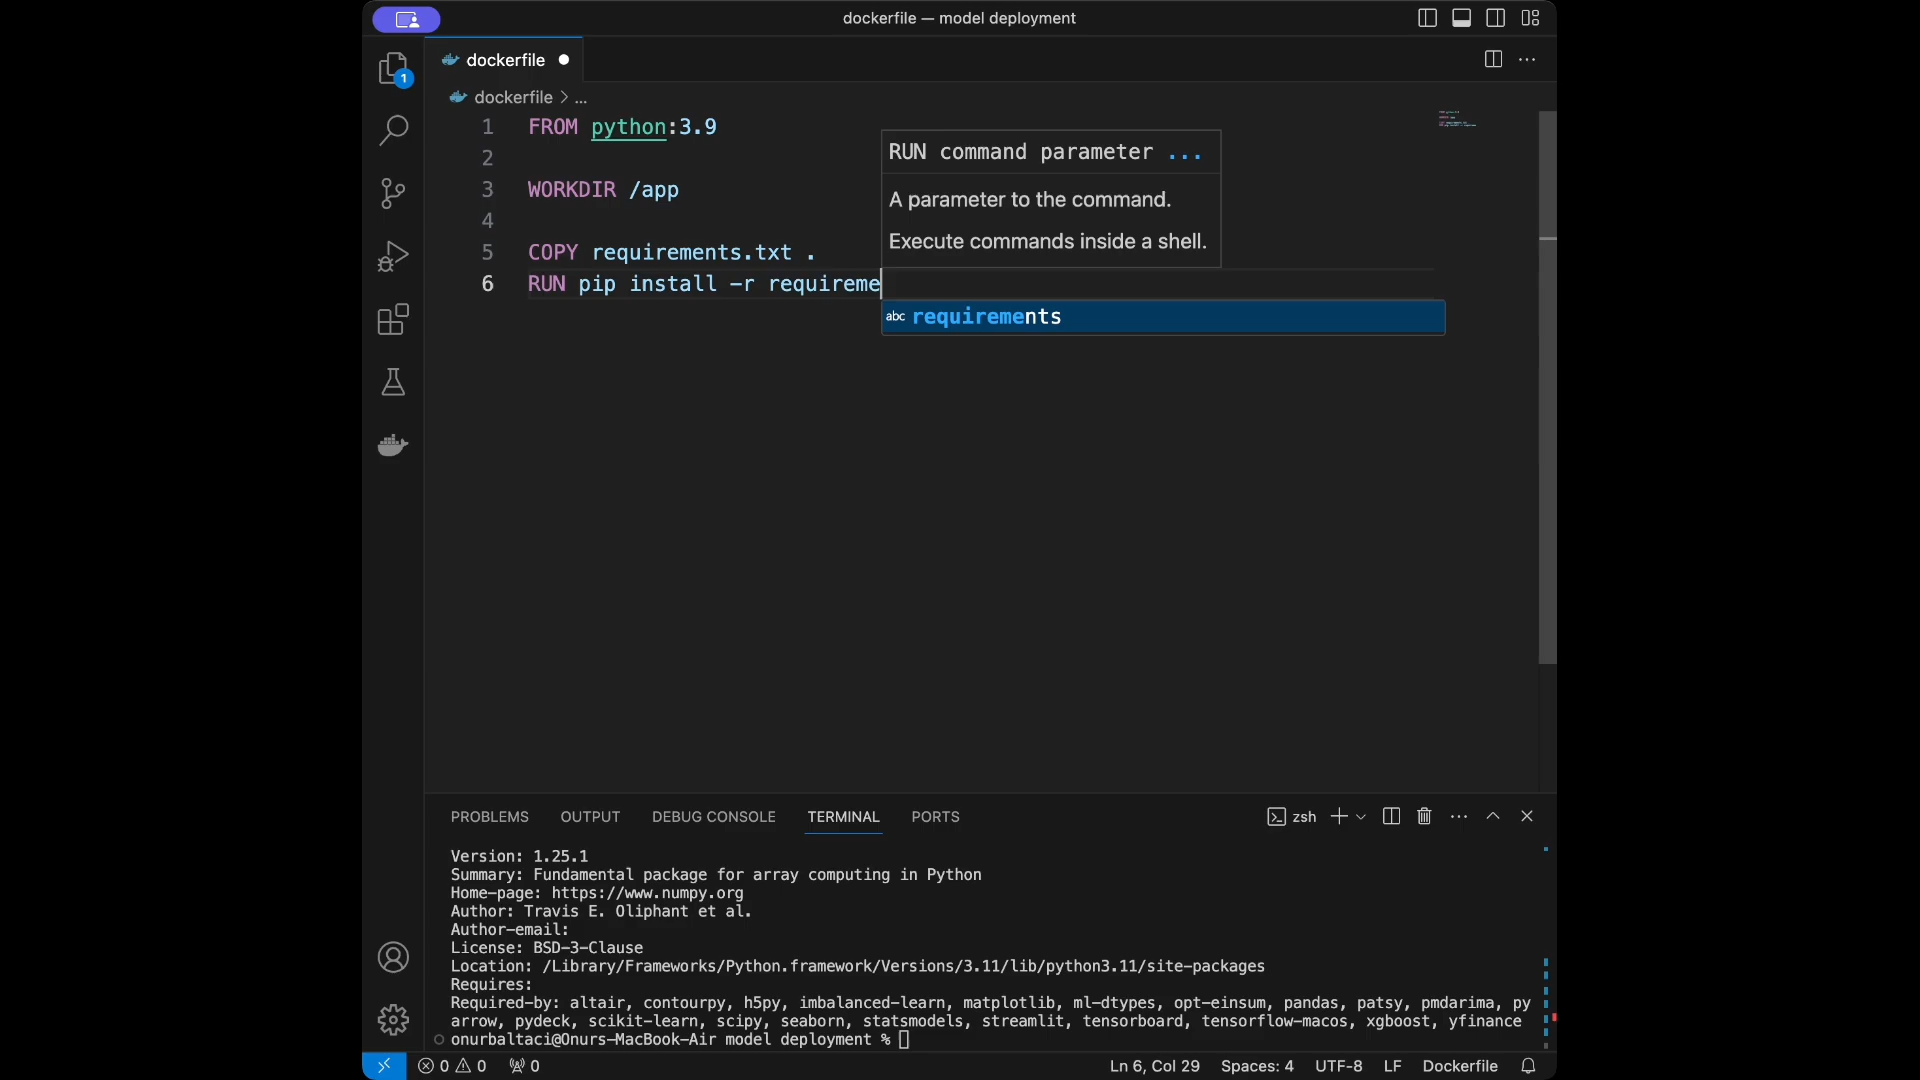 dockerfile — model deployment
1
dockerfile
dockerfile > ...
1 FROM python:3.9
2
3 WORKDIR /app
4
5 COPY requirements.txt .
6 RUN pip install -r requireme
RUN command parameter ...
A parameter to the command.
Execute commands inside a shell.
abc requirements
PROBLEMS OUTPUT DEBUG CONSOLE TERMINAL PORTS zsh
Version: 1.25.1
Summary: Fundamental package for array computing in Python
Home-page: https://www.numpy.org
Author: Travis E. Oliphant et al.
Author-email:
License: BSD-3-Clause
Location: /Library/Frameworks/Python.framework/Versions/3.11/lib/python3.11/site-packages
Requires:
Required-by: altair, contourpy, h5py, imbalanced-learn, matplotlib, ml-dtypes, opt-einsum, pandas, patsy, pmdarima, py
arrow, pydeck, scikit-learn, scipy, seaborn, statsmodels, streamlit, tensorboard, tensorflow-macos, xgboost, yfinance
onurbaltaci@Onurs-MacBook-Air model deployment %
0 0 0 Ln 6, Col 29 Spaces: 4 UTF-8 LF Dockerfile